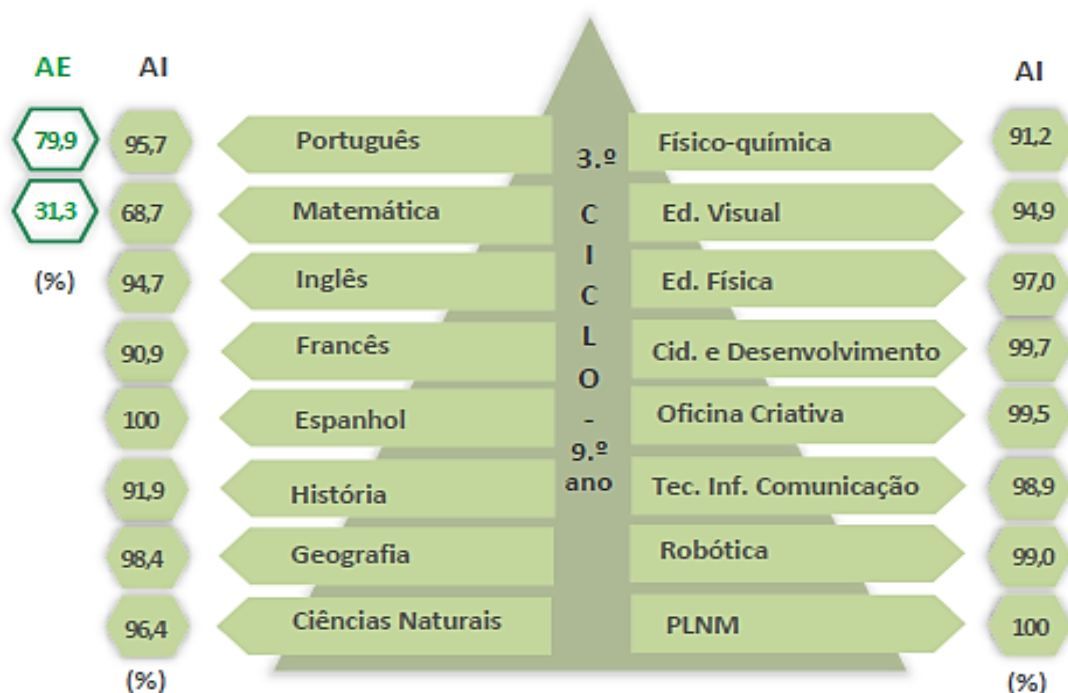 AE AI AI
79,9 95,7 Português Físico-química 91,2
31,3 68,7 Matemática Ed. Visual 94,9
(%) 94,7 Inglês Ed. Física 97,0
90,9 Francês Cid. e Desenvolvimento 99,7
100 Espanhol Oficina Criativa 99,5
91,9 História Tec. Inf. Comunicação 98,9
98,4 Geografia Robótica 99,0
96,4 Ciências Naturais PLNM 100
(%) (%)
3.º
C
I
C
L
O
-
9.º
ano